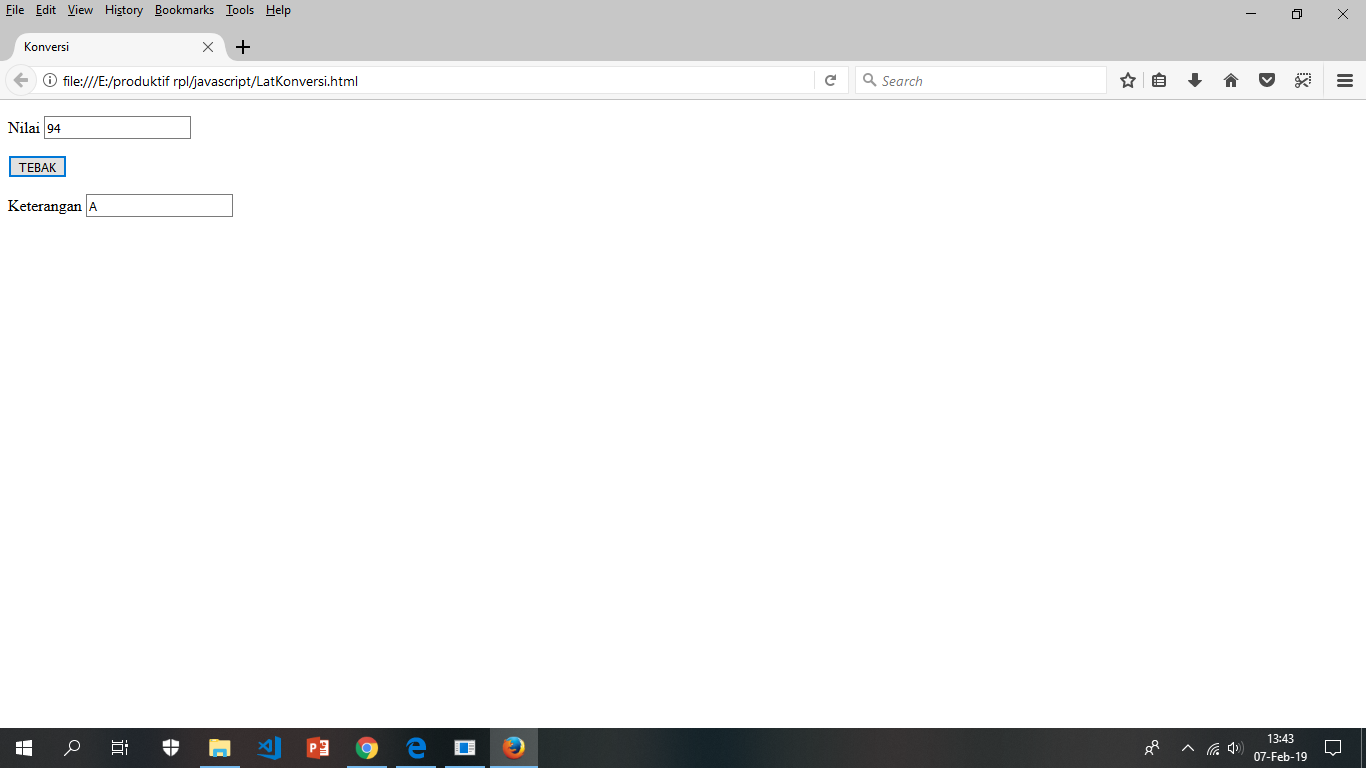 File Edit View History Bookmarks Tools Help
Konversi
file:///E:/produktif rpl/javascript/LatKonversi.html
Search
Nilai 94
TEBAK
Keterangan A
13:43
07-Feb-19